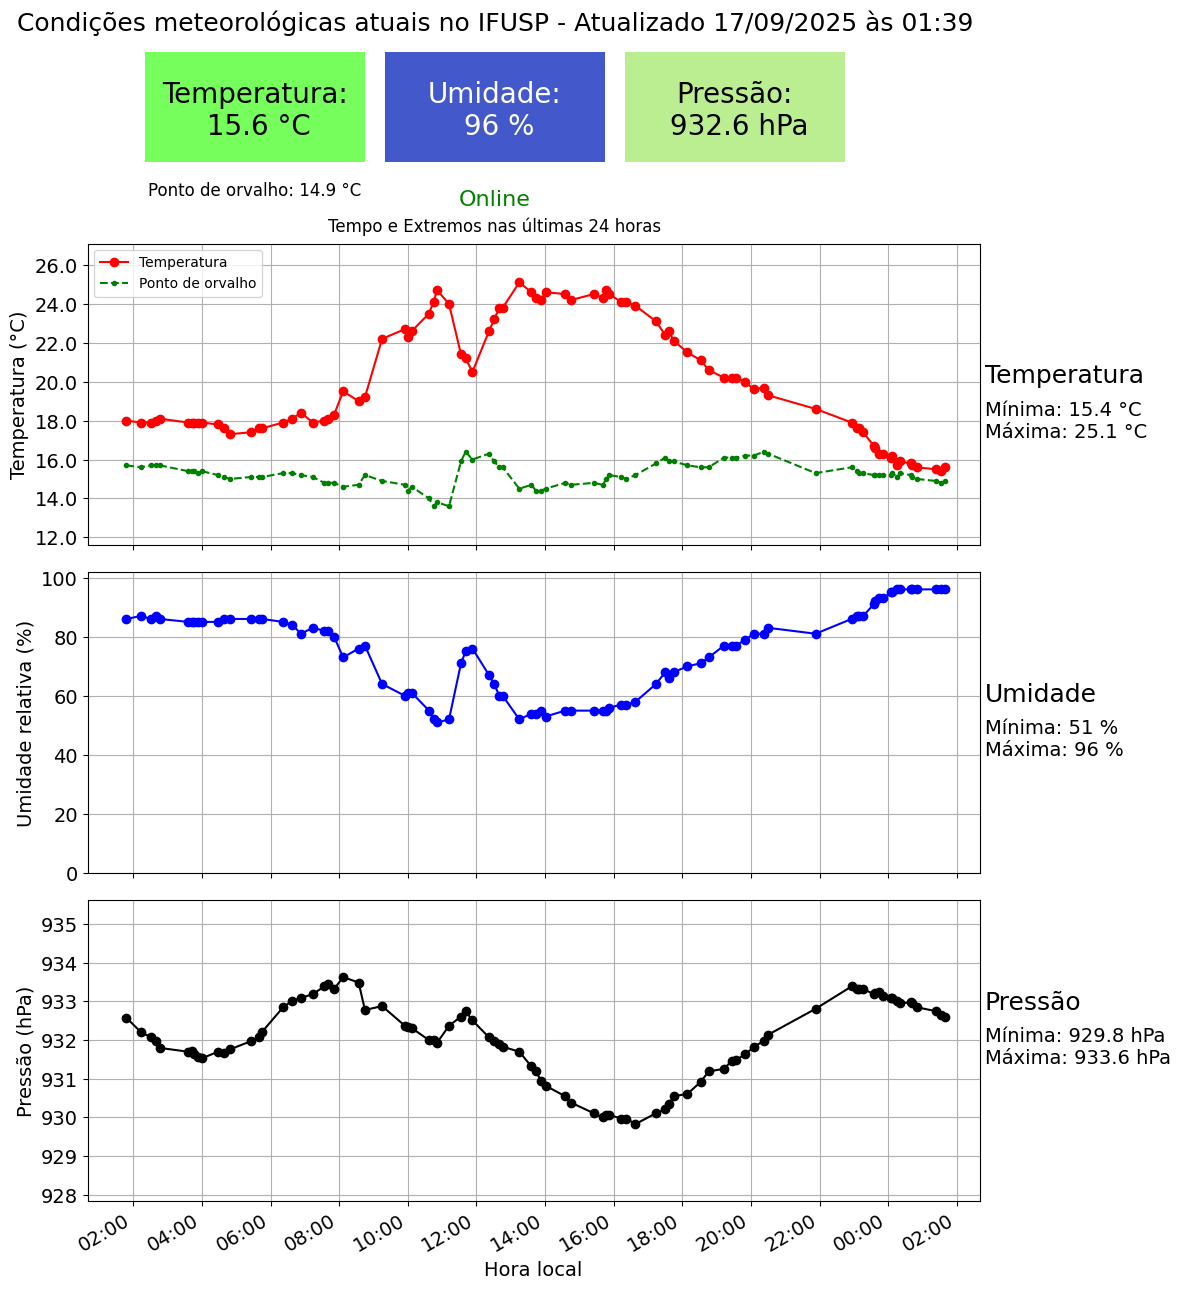 Condições meteorológicas atuais no IFUSP - Atualizado 17/09/2025 às 01:39
Temperatura:
15.6 °C
Umidade:
96 %
Pressão:
932.6 hPa
Ponto de orvalho: 14.9 °C
Online
Tempo e Extremos nas últimas 24 horas
Temperatura
Ponto de orvalho
Temperatura (°C)
26.0
24.0
22.0
20.0
18.0
16.0
14.0
12.0
Temperatura
Mínima: 15.4 °C
Máxima: 25.1 °C
Umidade relativa (%)
100
80
60
40
20
0
Umidade
Mínima: 51 %
Máxima: 96 %
Pressão (hPa)
935
934
933
932
931
930
929
928
Pressão
Mínima: 929.8 hPa
Máxima: 933.6 hPa
02:00 04:00 06:00 08:00 10:00 12:00 14:00 16:00 18:00 20:00 22:00 00:00 02:00
Hora local